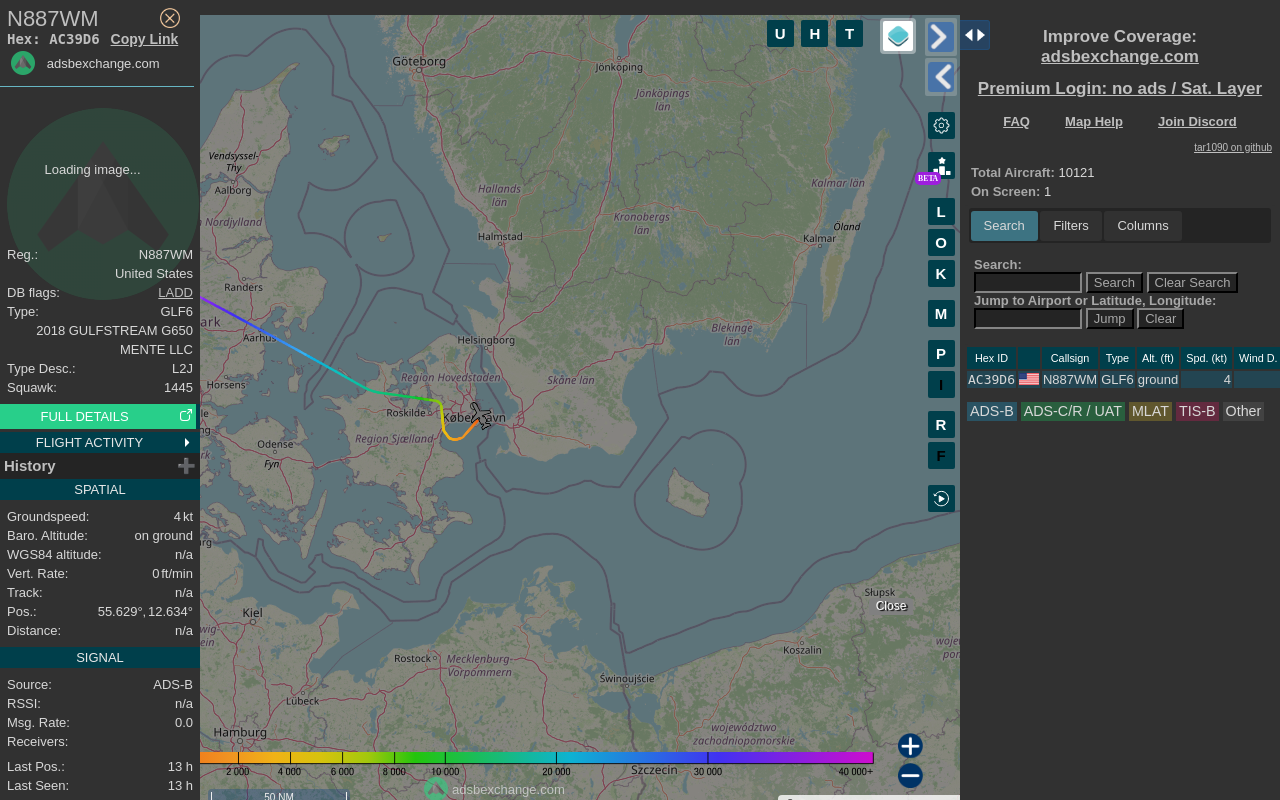 N887WM
Hex: AC39D6 Copy Link
adsbexchange.com
Loading image...
Reg.: N887WM
United States
DB flags: LADD
Type: GLF6
2018 GULFSTREAM G650
MENTE LLC
Type Desc.: L2J
Squawk: 1445
FULL DETAILS
FLIGHT ACTIVITY
History
SPATIAL
Groundspeed: 4 kt
Baro. Altitude: on ground
WGS84 altitude: n/a
Vert. Rate: 0 ft/min
Track: n/a
Pos.: 55.629°, 12.634°
Distance: n/a
SIGNAL
Source: ADS-B
RSSI: n/a
Msg. Rate: 0.0
Receivers:
Last Pos.: 13 h
Last Seen: 13 h
U H T
Göteborg
Jönköping
Jönköpings
län
Vendsyssel-
Thy
Aalborg
n Nordjylland
Hallands
län
Kalmar län
Kronobergs
län
Öland
Kalmar
Halmstad
Randers
ark
Aarhus
Blekinge
län
Helsingborg
Region Hovedstaden
Skåne län
Horsens
Roskilde
København
Region Sjælland
Odense
Fyn
Kiel
Słupsk
Close
Koszalin
Rostock
Mecklenburg-
Vorpommern
Świnoujście
Lübeck
Hamburg
województwo
zachodniopomorskie
Szczecin
L
O
K
M
P
I
R
F
BETA
2 000 4 000 6 000 8 000 10 000 20 000 30 000 40 000+
50 NM
adsbexchange.com
Improve Coverage:
adsbexchange.com
Premium Login: no ads / Sat. Layer
FAQ Map Help Join Discord
tar1090 on github
Total Aircraft: 10121
On Screen: 1
Search Filters Columns
Search:
Search Clear Search
Jump to Airport or Latitude, Longitude:
Jump Clear
Hex ID Callsign Type Alt. (ft) Spd. (kt) Wind D.
AC39D6 N887WM GLF6 ground 4
ADS-B ADS-C/R / UAT MLAT TIS-B Other